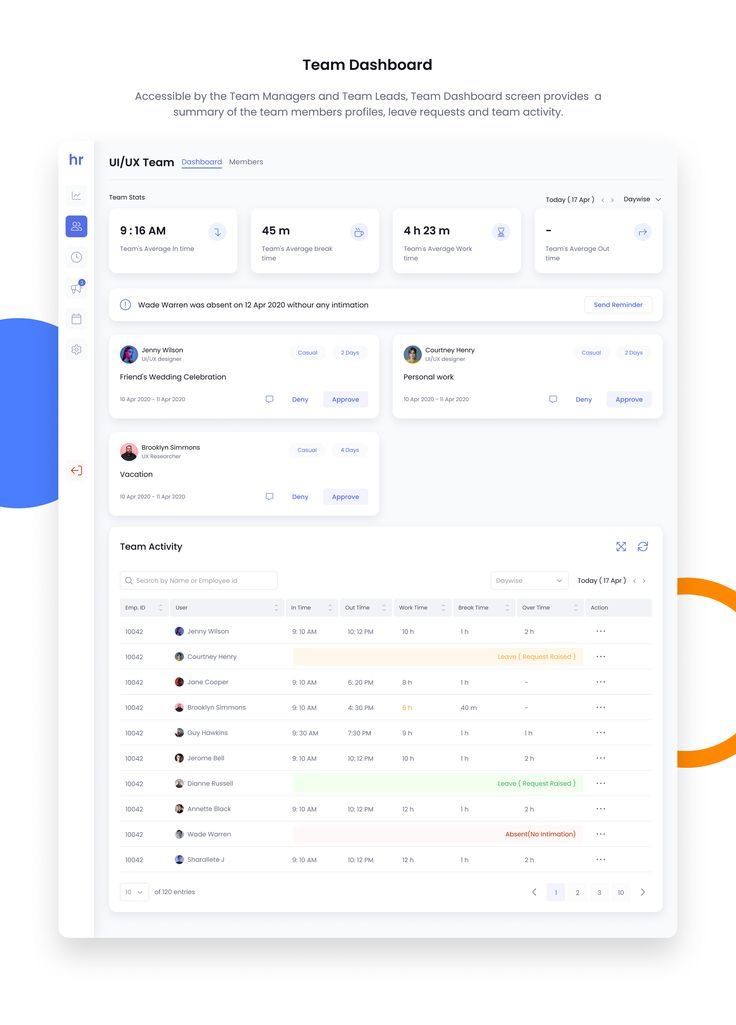 Team Dashboard
Accessible by the Team Managers and Team Leads, Team Dashboard screen provides a
summary of the team members profiles, leave requests and team activity.
hr
UI/UX Team Dashboard Members
Team Stats
Today ( 17 Apr ) < > Daywise
9 : 16 AM
Team's Average In time
45 m
Team's Average break
time
4 h 23 m
Team's Average Work
time
-
Team's Average Out
time
Wade Warren was absent on 12 Apr 2020 withour any intimation
Send Reminder
Jenny Wilson
UI/UX designer
Casual 2 Days
Friend's Wedding Celebration
10 Apr 2020 - 11 Apr 2020 Deny Approve
Courtney Henry
UI/UX designer
Casual 2 Days
Personal work
10 Apr 2020 - 11 Apr 2020 Deny Approve
Brooklyn Simmons
UX Researcher
Casual 4 Days
Vacation
10 Apr 2020 - 11 Apr 2020 Deny Approve
Team Activity
Search by Name or Employee id
Daywise Today ( 17 Apr ) < >
Emp. ID User In Time Out Time Work Time Break Time Over Time Action
10042 Jenny Wilson 9: 10 AM 10: 12 PM 10 h 1 h 2 h ...
10042 Courtney Henry Leave ( Request Raised ) ...
10042 Jane Cooper 9: 10 AM 6: 20 PM 8 h 1 h - ...
10042 Brooklyn Simmons 9: 10 AM 4: 30 PM 6 h 40 m - ...
10042 Guy Hawkins 9: 30 AM 7:30 PM 9 h 1 h 1 h ...
10042 Jerome Bell 9: 10 AM 10: 12 PM 10 h 1 h 2 h ...
10042 Dianne Russell Leave ( Request Raised ) ...
10042 Annette Black 9: 10 AM 10: 12 PM 12 h 1 h 2 h ...
10042 Wade Warren Absent(No Intimation) ...
10042 Sharallete J 9: 10 AM 10: 12 PM 12 h 1 h 2 h ...
10 of 120 entries
< 1 2 3 10 >